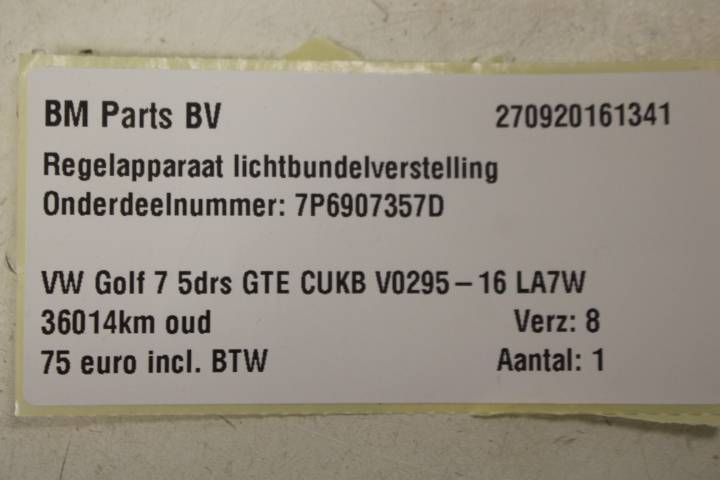 BM Parts BV 270920161341
Regelapparaat lichtbundelverstelling
Onderdeelnummer: 7P6907357D
VW Golf 7 5drs GTE CUKB V0295-16 LA7W
36014km oud Verz: 8
75 euro incl. BTW Aantal: 1